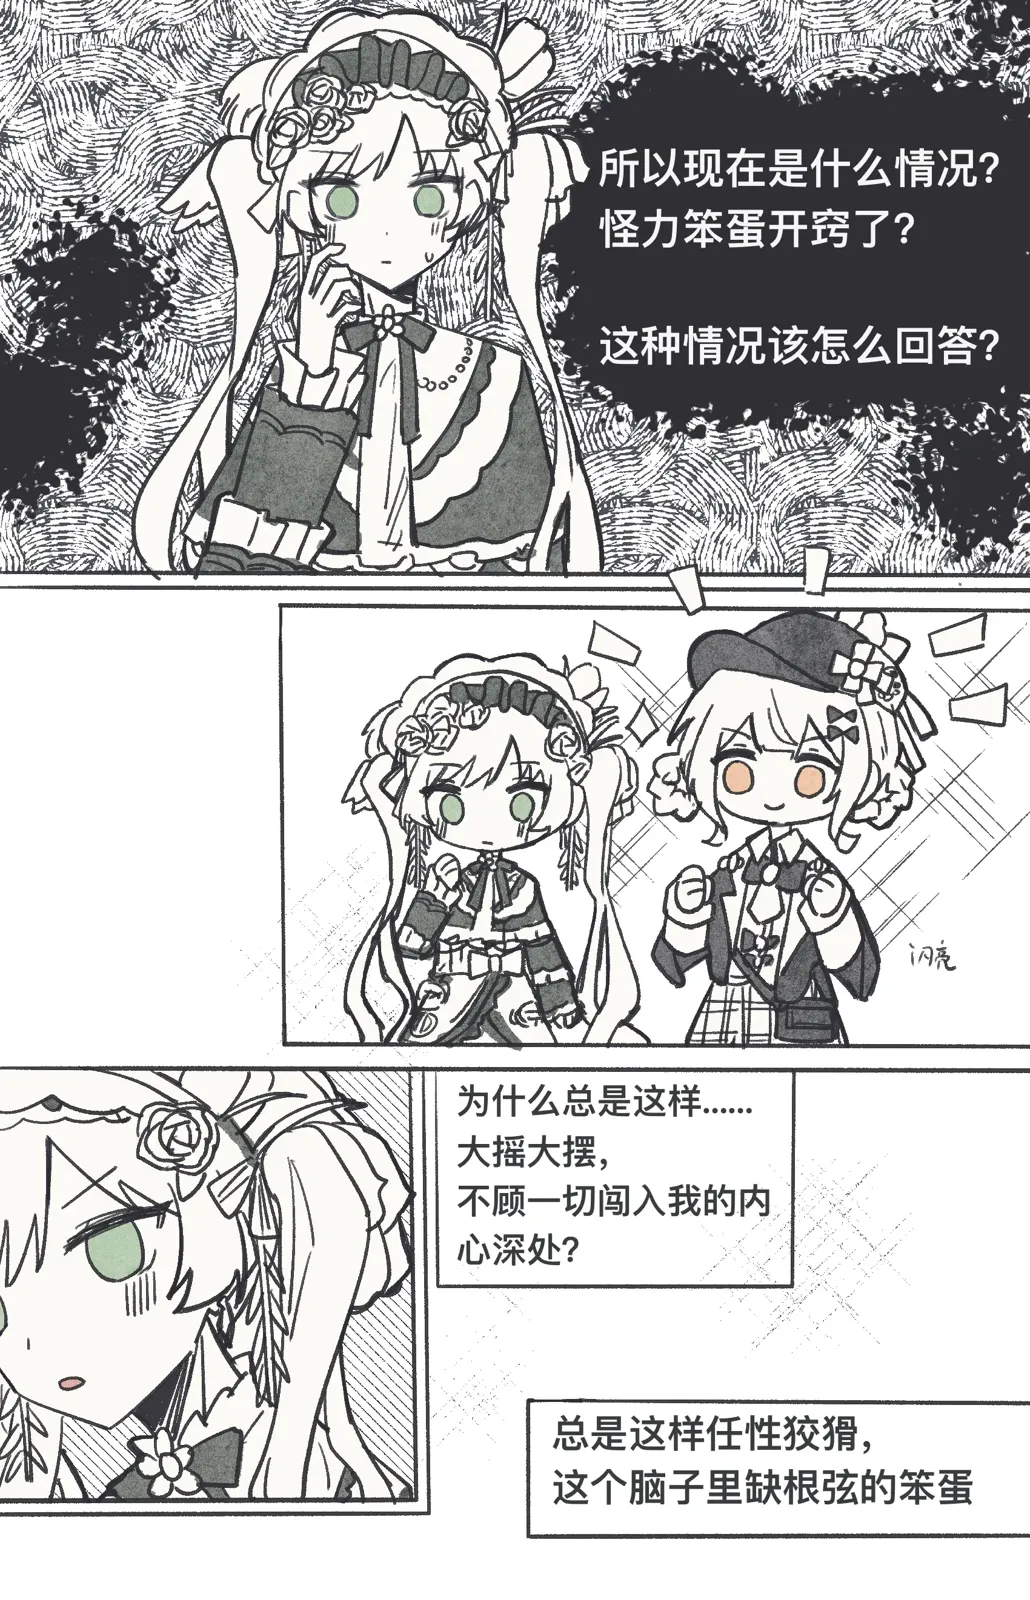 所以现在是什么情况?
怪力笨蛋开窍了?
这种情况该怎么回答?
闪亮
为什么总是这样......
大摇大摆,
不顾一切闯入我的内
心深处?
总是这样任性狡猾,
这个脑子里缺根弦的笨蛋